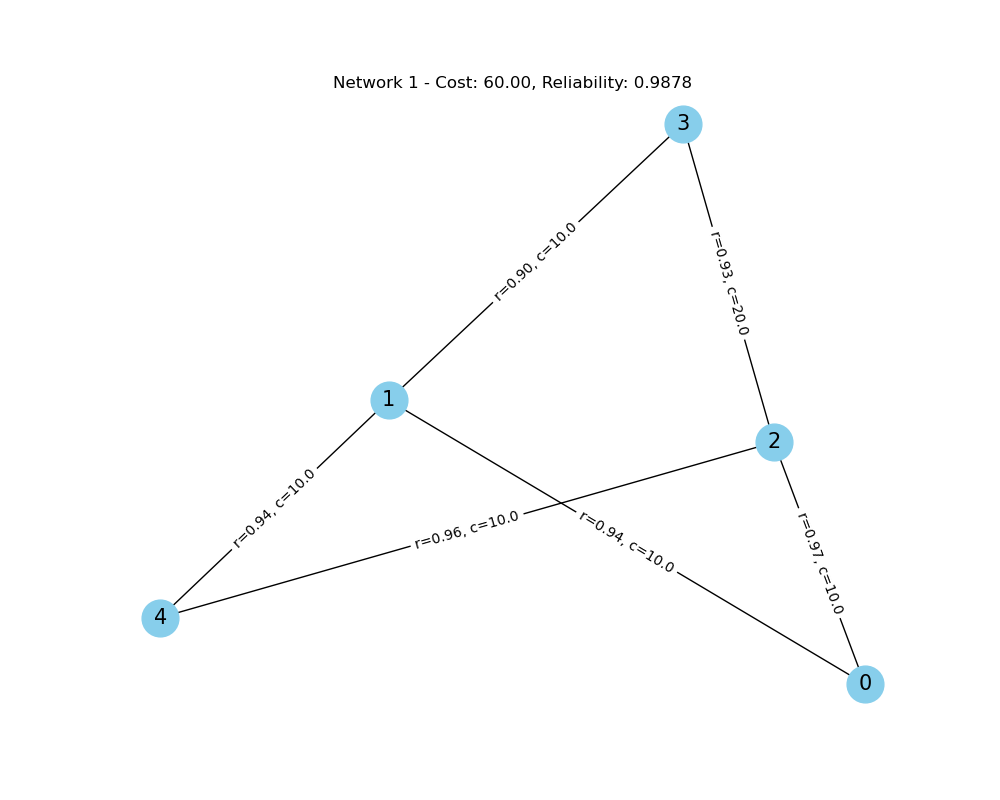 Network 1 - Cost: 60.00, Reliability: 0.9878
3
r=0.90, c=10.0
r=0.93, c=20.0
1
2
r=0.94, c=10.0
r=0.96, c=10.0
r=0.94, c=10.0
r=0.97, c=10.0
4
0